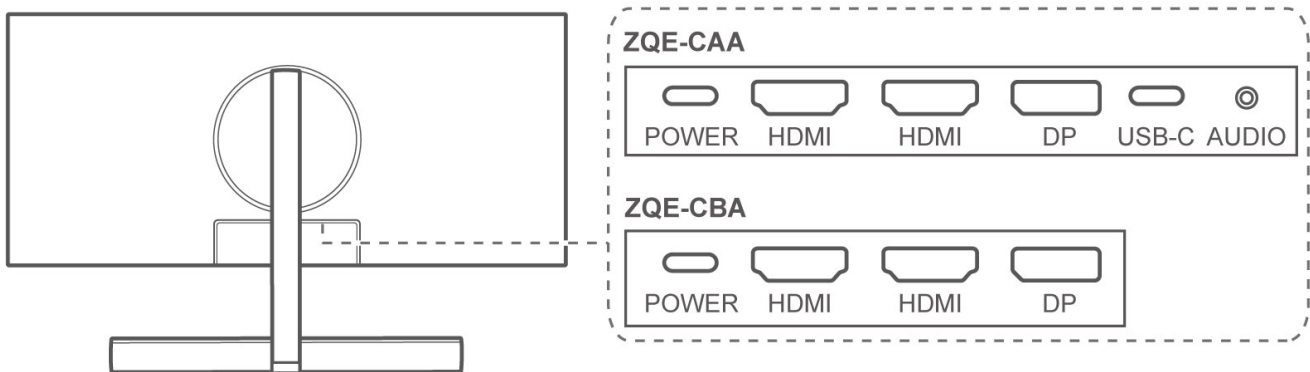 ZQE-CAA
POWER HDMI HDMI DP USB-C AUDIO
ZQE-CBA
POWER HDMI HDMI DP